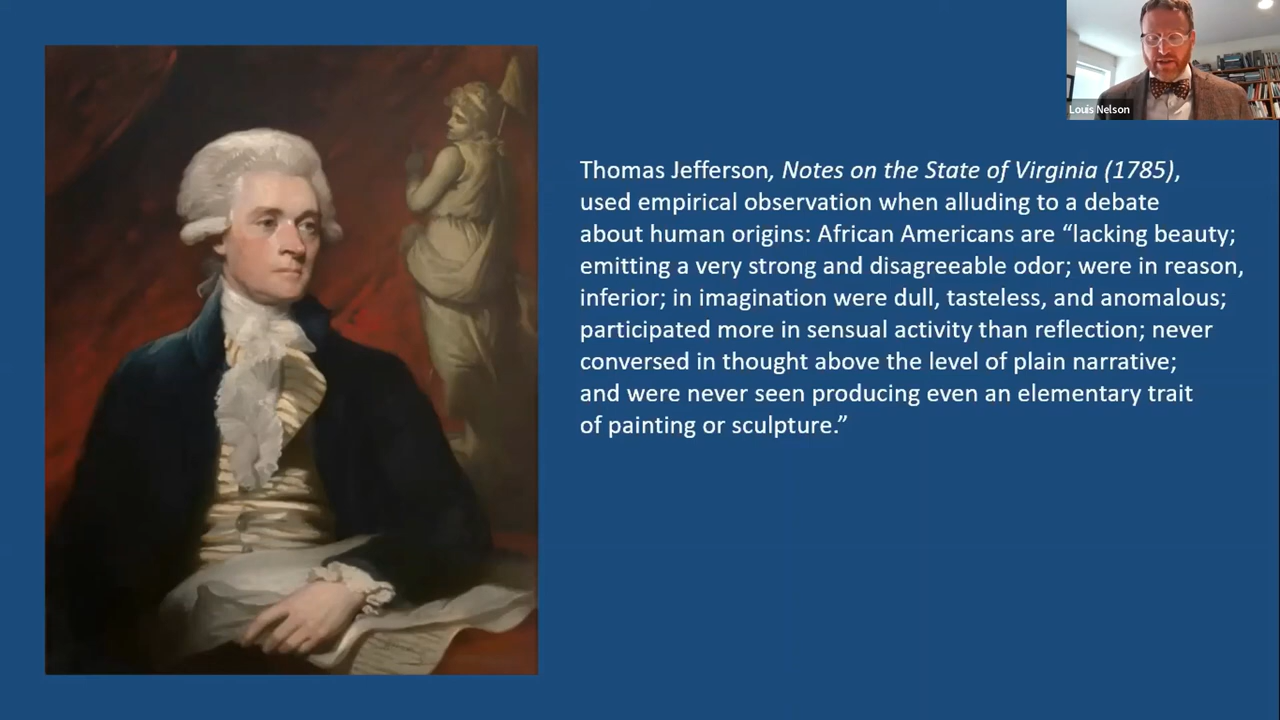 Louis Nelson
Thomas Jefferson, Notes on the State of Virginia (1785),
used empirical observation when alluding to a debate
about human origins: African Americans are “lacking beauty;
emitting a very strong and disagreeable odor; were in reason,
inferior; in imagination were dull, tasteless, and anomalous;
participated more in sensual activity than reflection; never
conversed in thought above the level of plain narrative;
and were never seen producing even an elementary trait
of painting or sculpture.”